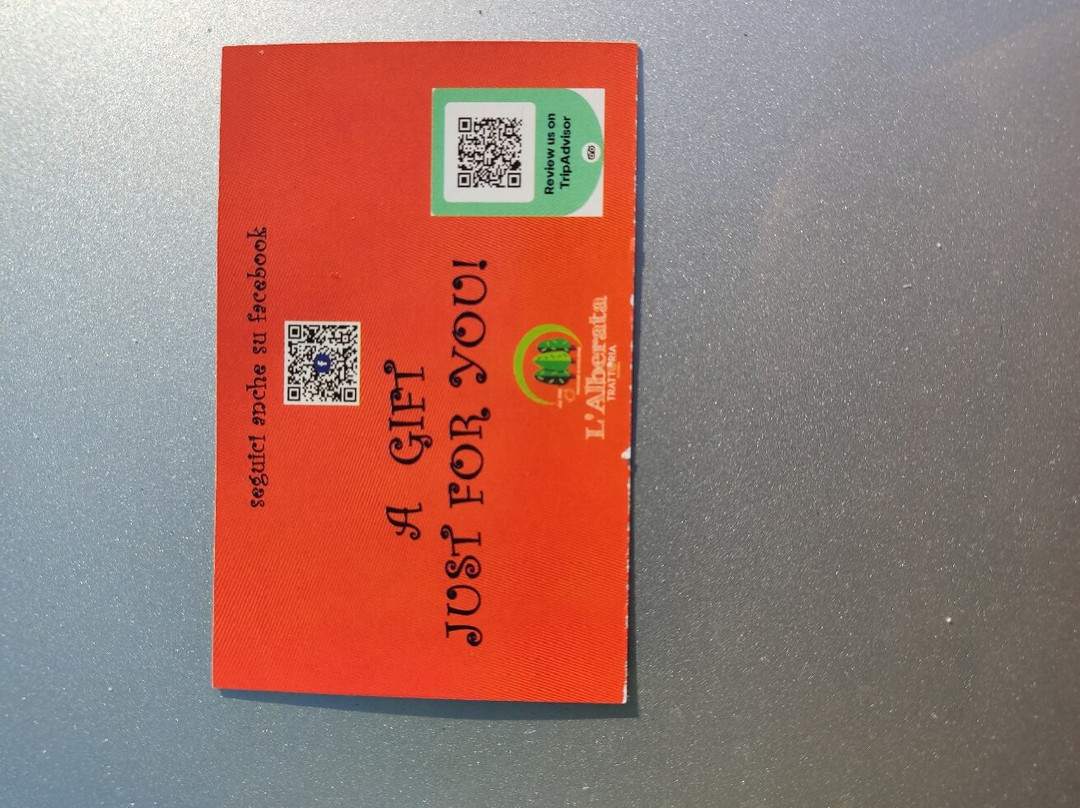 seguici anche su facebook
A GIFT
JUST FOR YOU!
Review us on
TripAdvisor
L'Alberata
TRATTORIA